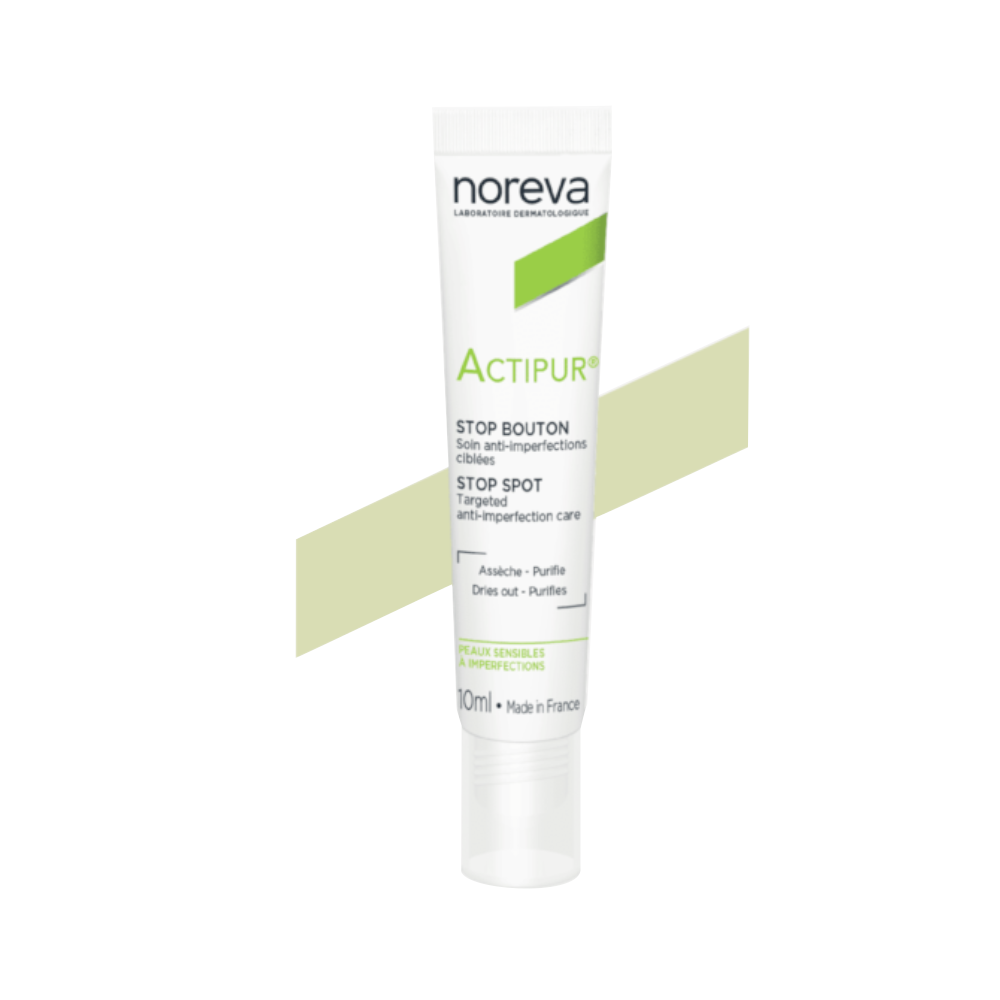 noreva
LABORATOIRE DERMATOLOGIQUE
ACTIPUR®
STOP BOUTON
Soin anti-imperfections
ciblées
STOP SPOT
Targeted
anti-imperfection care
Assèche - Purifie
Dries out - Purifies
PEAUX SENSIBLES
À IMPERFECTIONS
10ml • Made in France